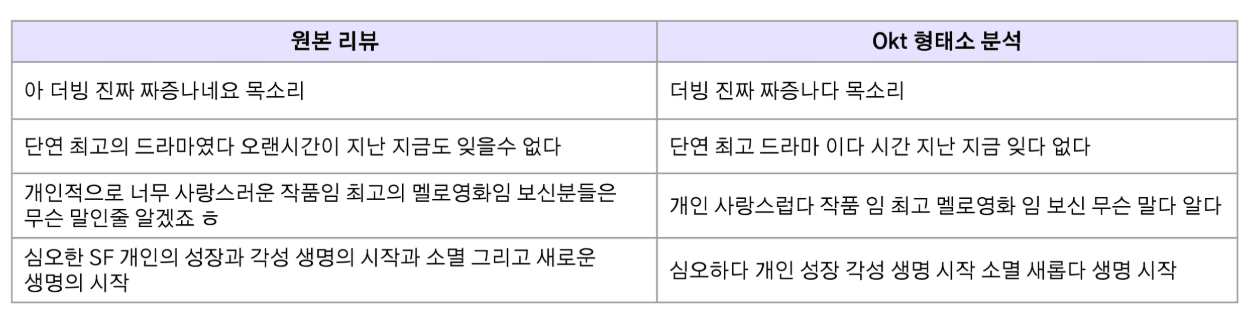 원본 리뷰
Okt 형태소 분석
아 더빙 진짜 짜증나네요 목소리
더빙 진짜 짜증나다 목소리
단연 최고의 드라마였다 오랜시간이 지난 지금도 잊을수 없다
단연 최고 드라마 이다 시간 지난 지금 잊다 없다
개인적으로 너무 사랑스러운 작품임 최고의 멜로영화임 보신분들은
무슨 말인줄 알겠죠 ㅎ
개인 사랑스럽다 작품 임 최고 멜로영화 임 보신 무슨 말다 알다
심오한 SF 개인의 성장과 각성 생명의 시작과 소멸 그리고 새로운
생명의 시작
심오하다 개인 성장 각성 생명 시작 소멸 새롭다 생명 시작